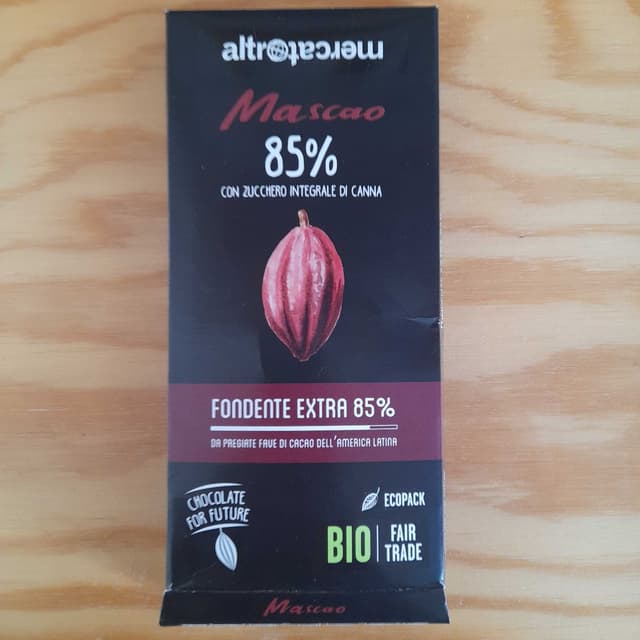 altromercato
Mascao
85%
CON ZUCCHERO INTEGRALE DI CANNA
FONDENTE EXTRA 85%
DA PREGIATE FAVE DI CACAO DELL'AMERICA LATINA
CHOCOLATE
FOR FUTURE
ECOPACK
BIO
FAIR
TRADE
Mascao